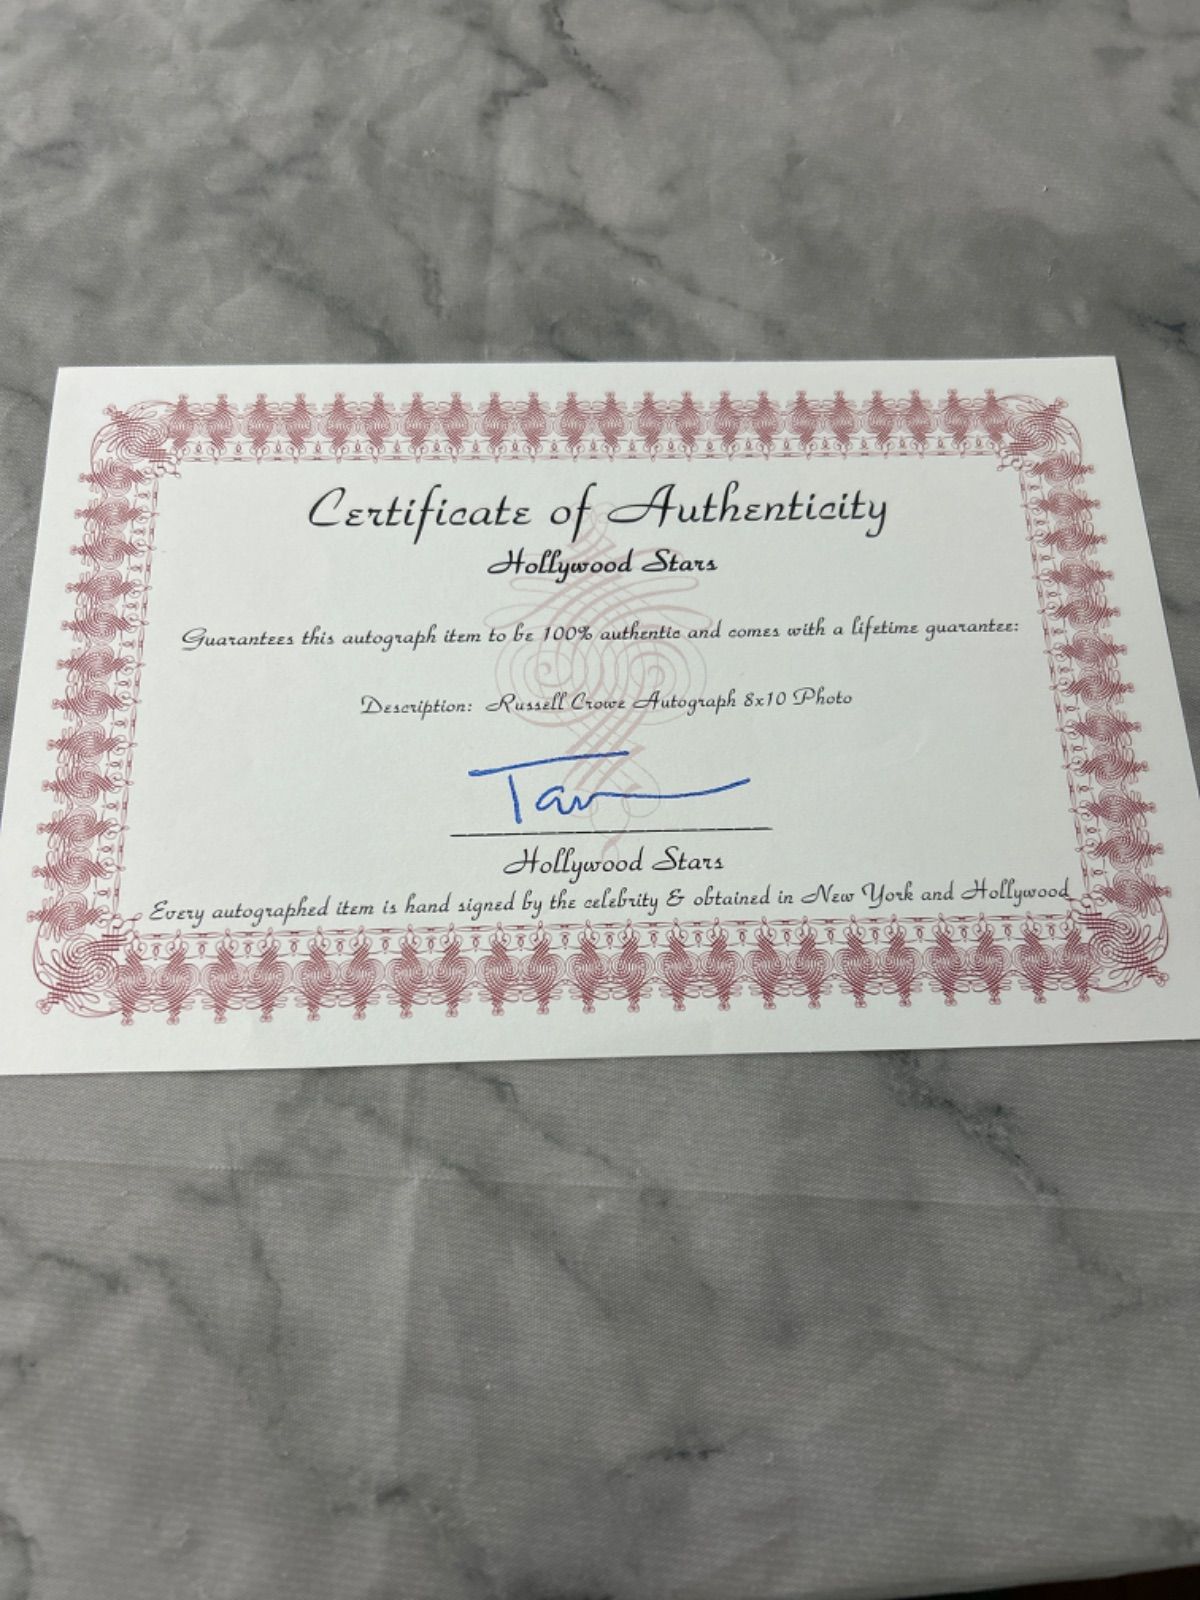 Certificate of Authenticity
Hollywood Stars
Guarantees this autograph item to be 100% authentic and comes with a lifetime guarantee:
Description: Russell Crowe Autograph 8x10 Photo
Hollywood Stars
Every autographed item is hand signed by the celebrity & obtained in New York and Hollywood